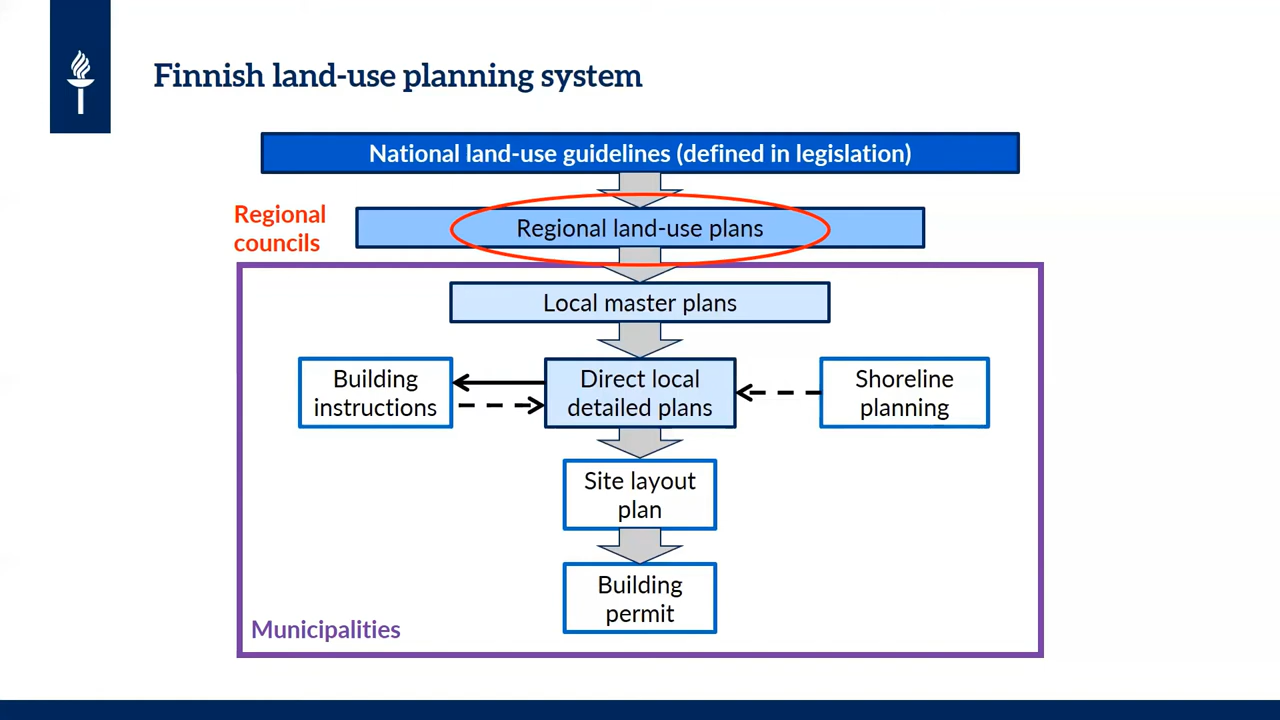 Finnish land-use planning system
National land-use guidelines (defined in legislation)
Regional
councils
Regional land-use plans
Local master plans
Building
instructions
Direct local
detailed plans
Shoreline
planning
Site layout
plan
Building
permit
Municipalities